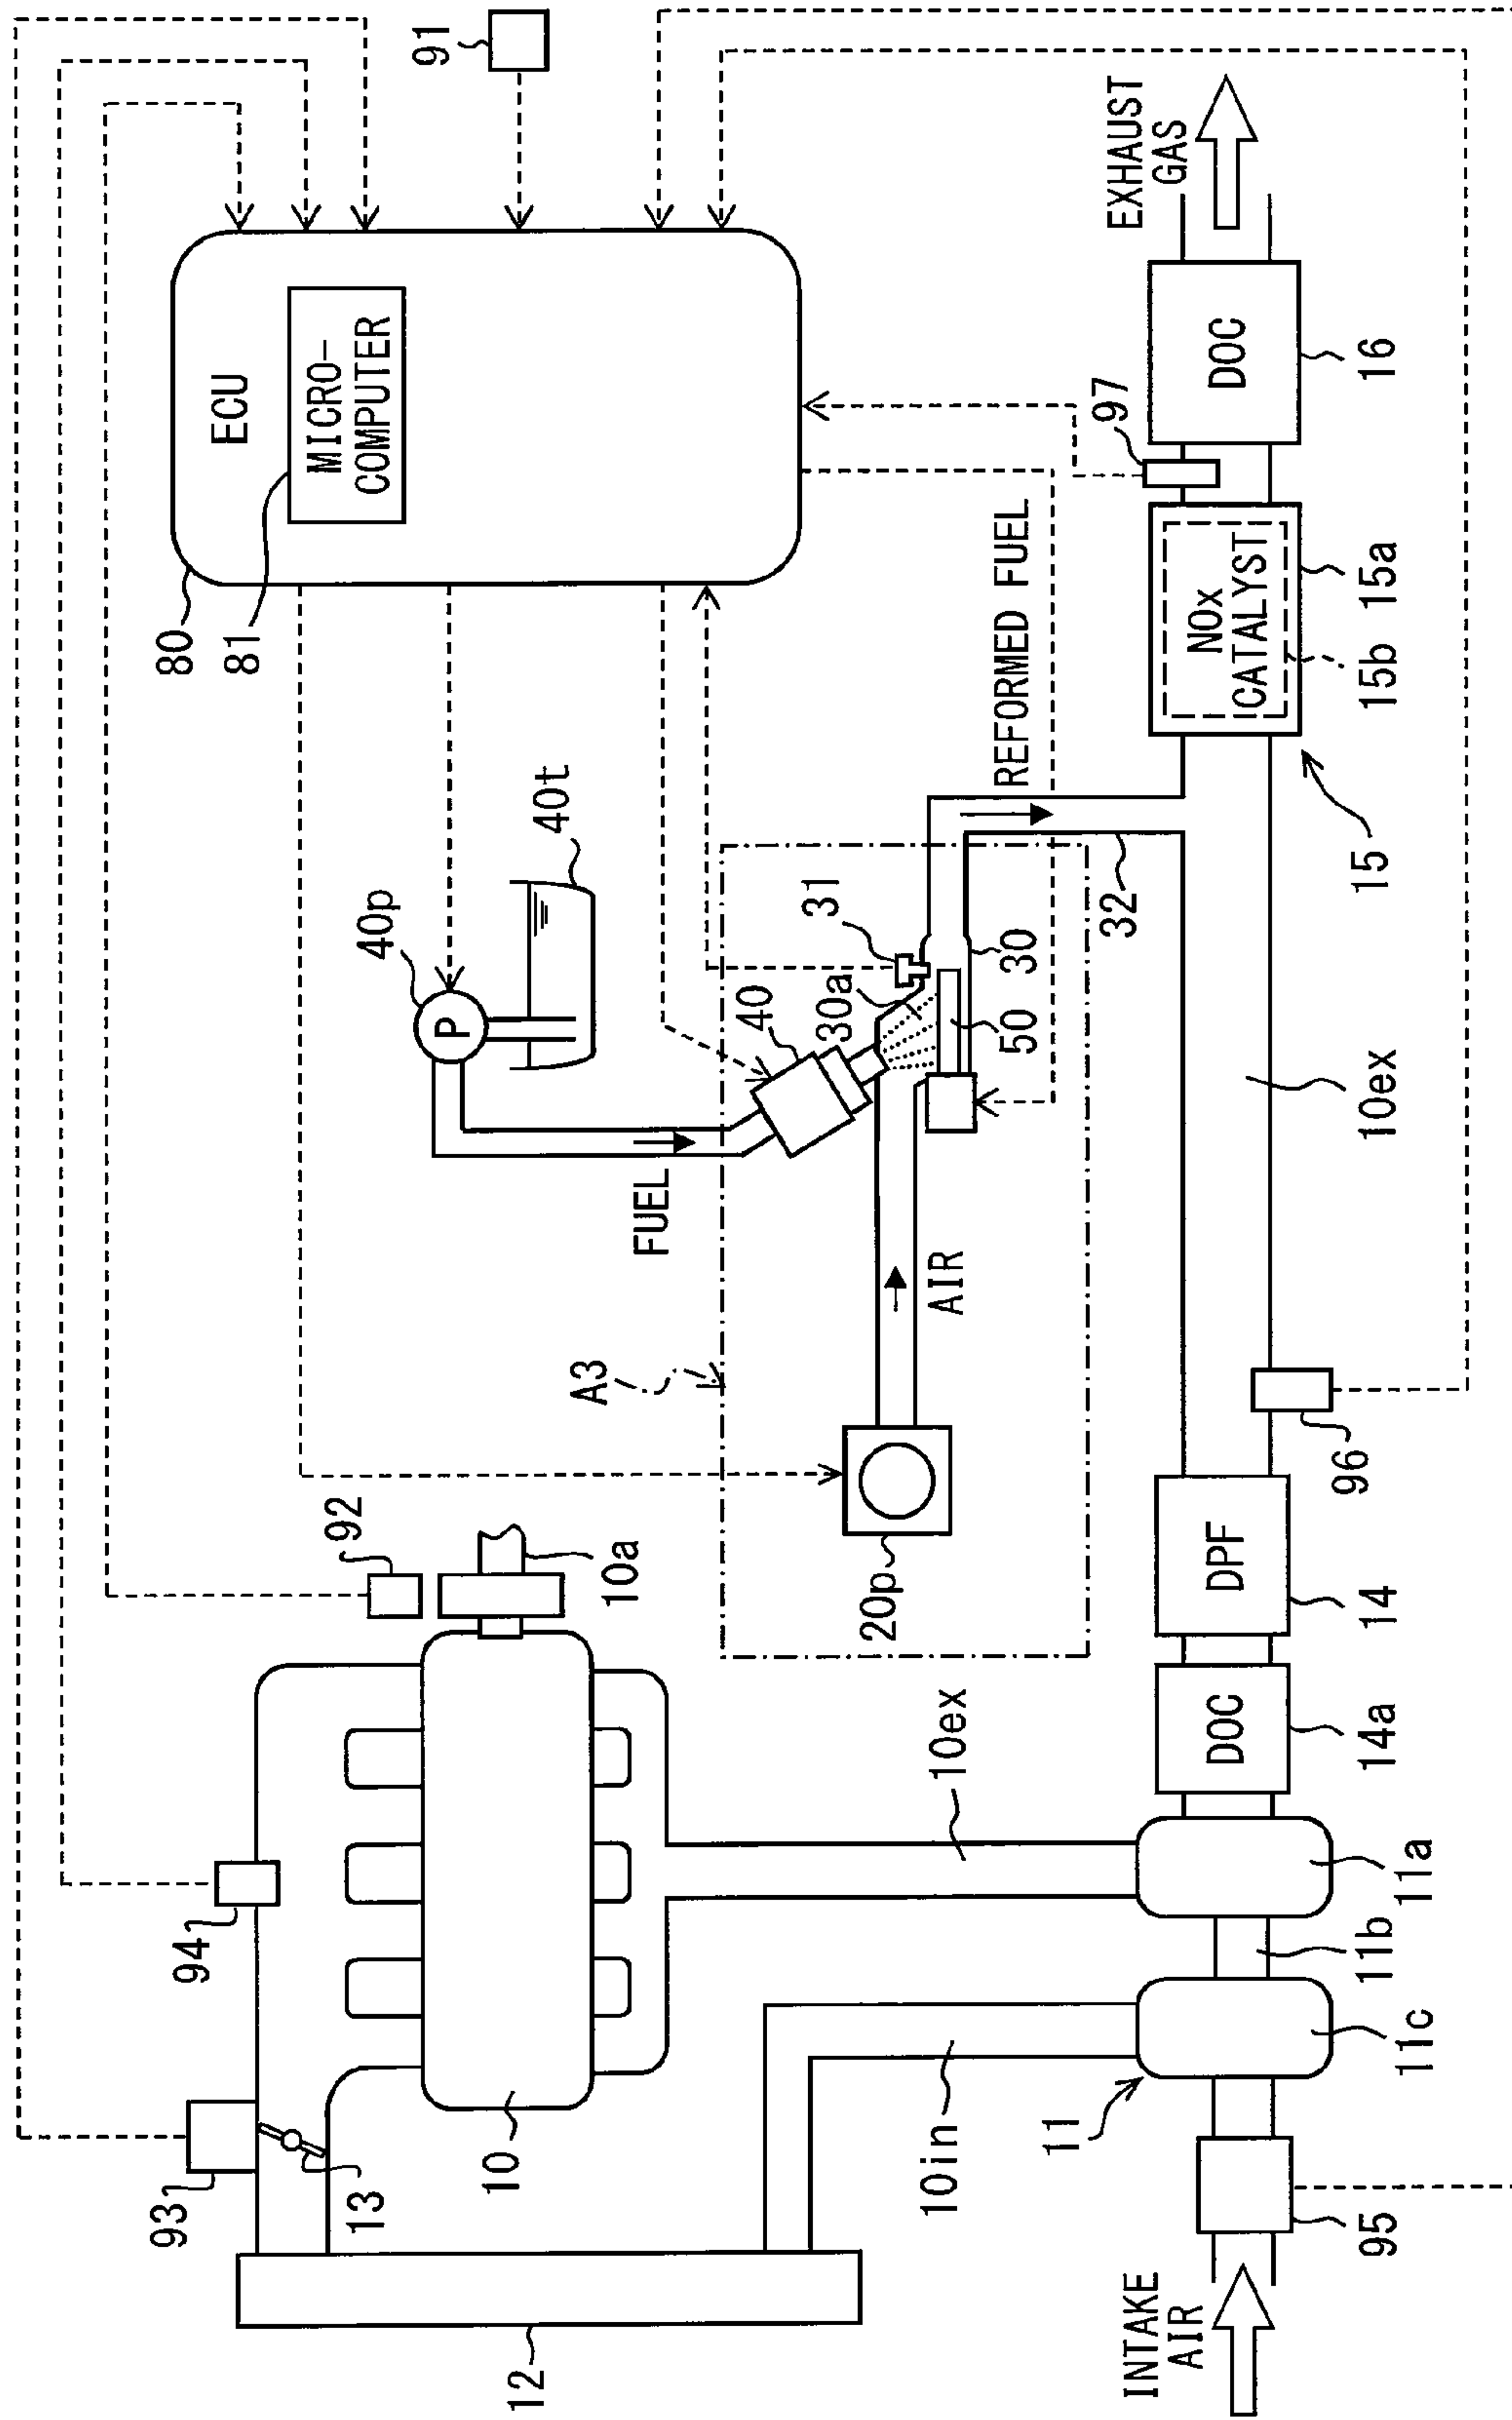 91
ECU
MICRO-
COMPUTER
80
81
40p
P
40t
92
94
93
13
10a
10
12
FUEL
A3
40
30a
31
30
50
AIR
20p
32
REFORMED FUEL
10ex
10in
EXHAUST
GAS
97
DOC
16
NOx
CATALYST
15a
15b
15
10ex
96
DPF
14
DOC
14a
11a
11b
11c
11
95
INTAKE
AIR